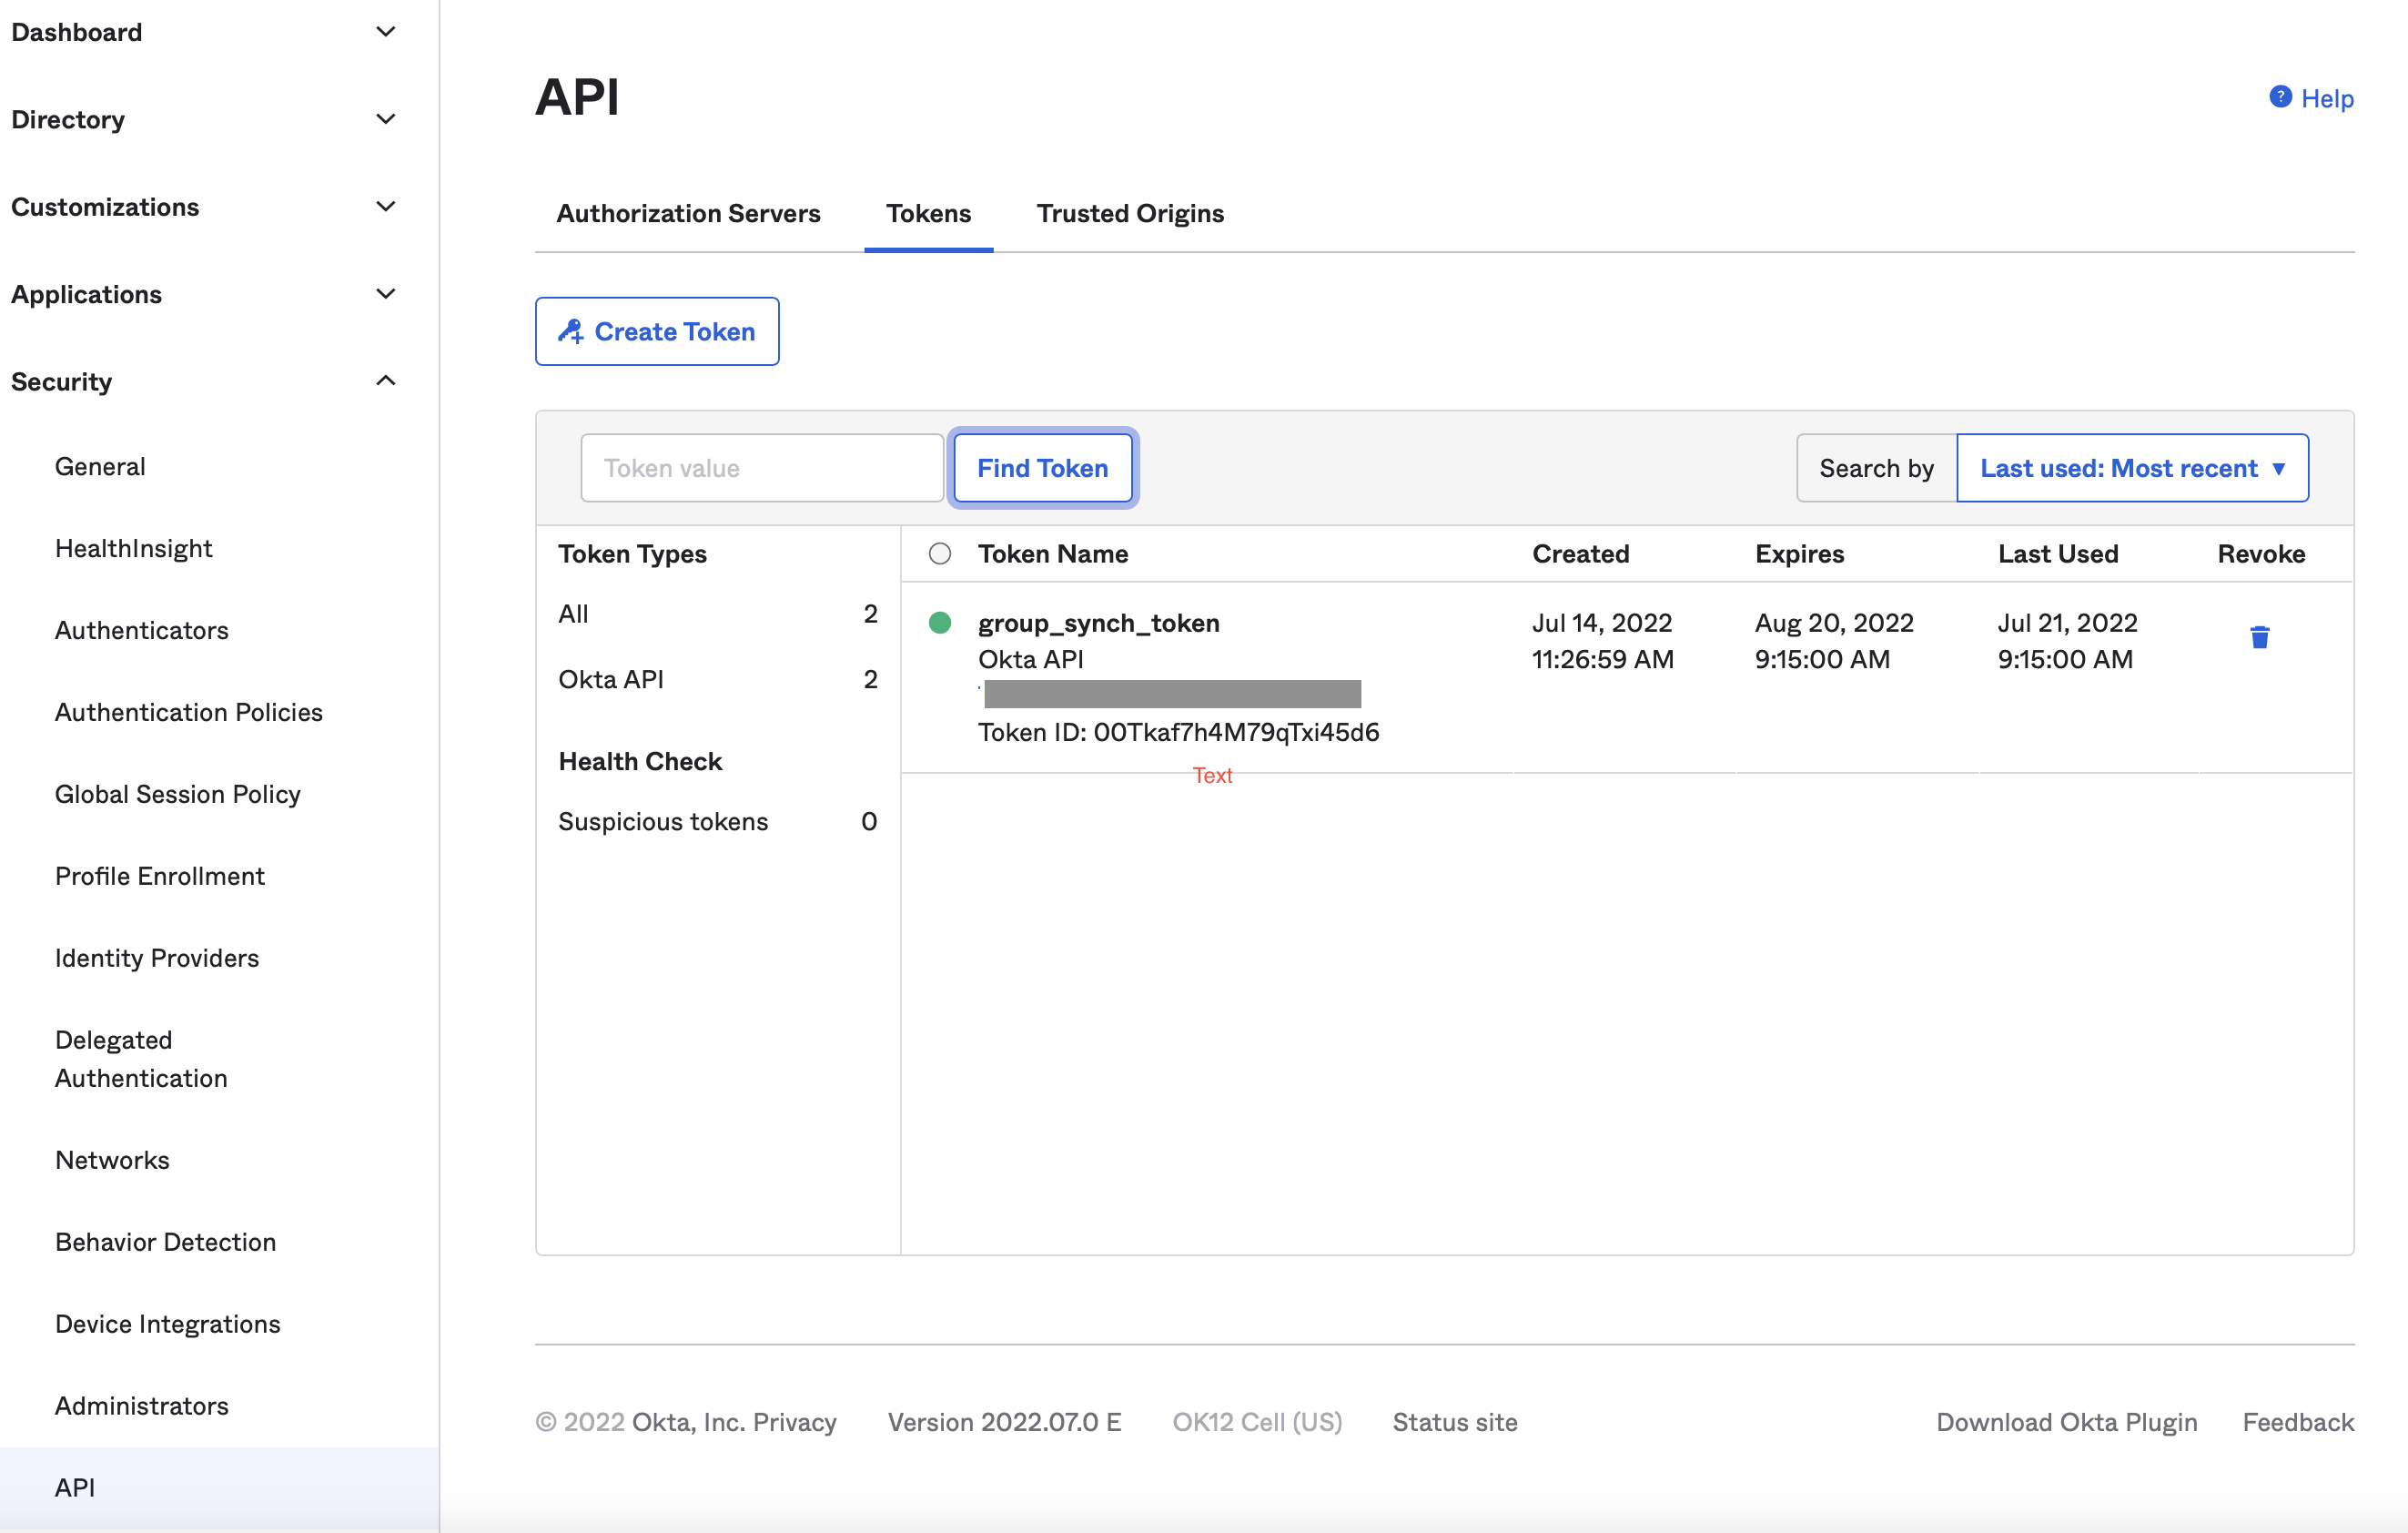 Dashboard
Directory
Customizations
Applications
Security
General
HealthInsight
Authenticators
Authentication Policies
Global Session Policy
Profile Enrollment
Identity Providers
Delegated
Authentication
Networks
Behavior Detection
Device Integrations
Administrators
API
API
? Help
Authorization Servers Tokens Trusted Origins
Create Token
Token value Find Token Search by Last used: Most recent ▼
Token Types
All 2
Okta API 2
Health Check
Suspicious tokens 0
Token Name Created Expires Last Used Revoke
group_synch_token Jul 14, 2022 Aug 20, 2022 Jul 21, 2022
Okta API 11:26:59 AM 9:15:00 AM 9:15:00 AM
Token ID: 00Tkaf7h4M79qTxi45d6
Text
© 2022 Okta, Inc. Privacy Version 2022.07.0 E OK12 Cell (US) Status site Download Okta Plugin Feedback